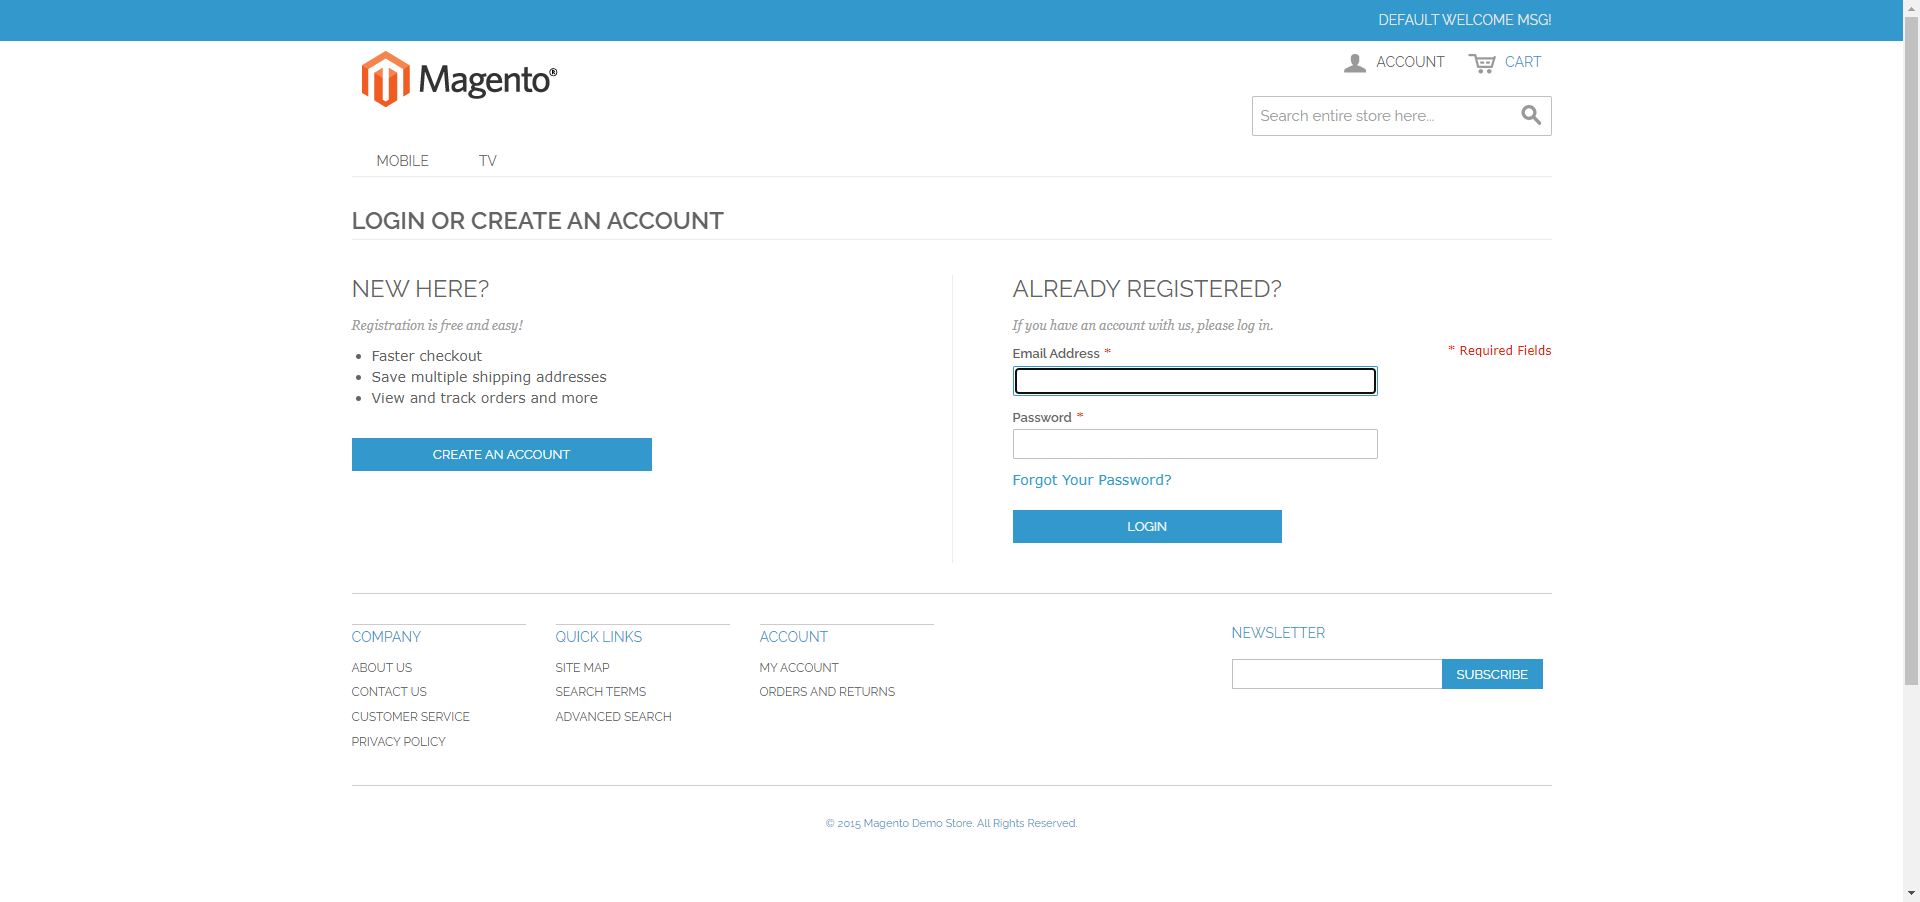 DEFAULT WELCOME MSG!
Magento®
ACCOUNT
CART
Search entire store here...
MOBILE
TV
LOGIN OR CREATE AN ACCOUNT
NEW HERE?
Registration is free and easy!
Faster checkout
Save multiple shipping addresses
View and track orders and more
CREATE AN ACCOUNT
ALREADY REGISTERED?
If you have an account with us, please log in.
Email Address *
* Required Fields
Password *
Forgot Your Password?
LOGIN
COMPANY
ABOUT US
CONTACT US
CUSTOMER SERVICE
PRIVACY POLICY
QUICK LINKS
SITE MAP
SEARCH TERMS
ADVANCED SEARCH
ACCOUNT
MY ACCOUNT
ORDERS AND RETURNS
NEWSLETTER
SUBSCRIBE
© 2015 Magento Demo Store. All Rights Reserved.